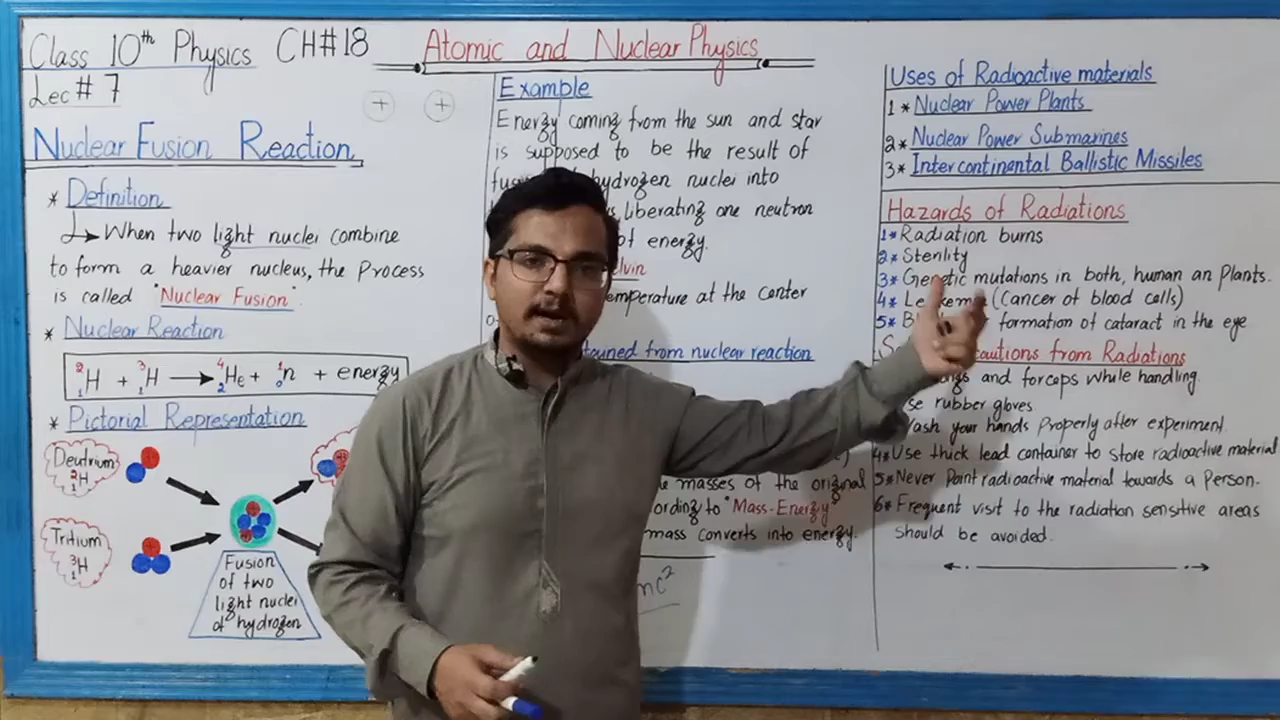 Class 10th Physics CH#18
Atomic and Nuclear Physics
Lec # 7
+ +
Nuclear Fusion Reaction
* Definition
When two light nuclei combine
to form a heavier nucleus, the Process
is called "Nuclear Fusion".
* Nuclear Reaction
²₁H + ³₁H → ⁴₂He + ¹₀n + energy
* Pictorial Representation
Deutrium
²₁H
Tritium
³₁H
Fusion
of two
light nuclei
of hydrogen
Example
Energy coming from the sun and star
is supposed to be the result of
hydrogen nuclei into
liberating one neutron
of energy.
temperature at the center
from nuclear reaction
masses of the original
to "Mass-Energy"
mass converts into energy.
Uses of Radioactive materials
1* Nuclear Power Plants
2* Nuclear Power Submarines
3* Intercontinental Ballistic Missiles
Hazards of Radiations
1* Radiation burns
2* Sterility
3* Genetic mutations in both, human an Plants.
4* (Cancer of blood cells)
5* formation of cataract in the eye
from Radiations
and forceps while handling.
rubber gloves.
your hands Properly after experiment.
4* Use thick lead container to store radioactive material
5* Never Point radioactive material towards a Person.
6* Frequent visit to the radiation sensitive areas
should be avoided.